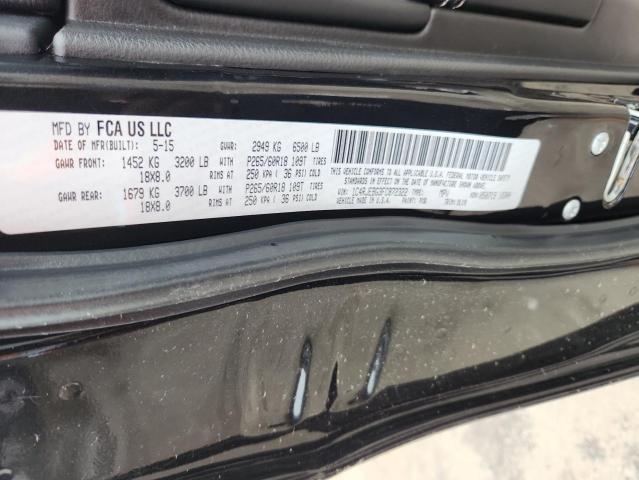 MFD BY FCA US LLC
DATE OF MFR(BUILT): 5-15 GVWR: 2949 KG 6500 LB
GAWR FRONT: 1452 KG 3200 LB WITH P265/60R18 109T TIRES
18X8.0 RIMS AT 250 KPA ( 36 PSI) COLD
GAWR REAR: 1679 KG 3700 LB WITH P265/60R18 109T TIRES
18X8.0 RIMS AT 250 KPA ( 36 PSI) COLD
THIS VEHICLE CONFORMS TO ALL APPLICABLE U.S.A. FEDERAL MOTOR VEHICLE SAFETY
STANDARDS IN EFFECT ON THE DATE OF MANUFACTURE SHOWN ABOVE.
VIN: TYPE: MPV
VEHICLE MADE IN U.S.A. PAINT: TRIM: